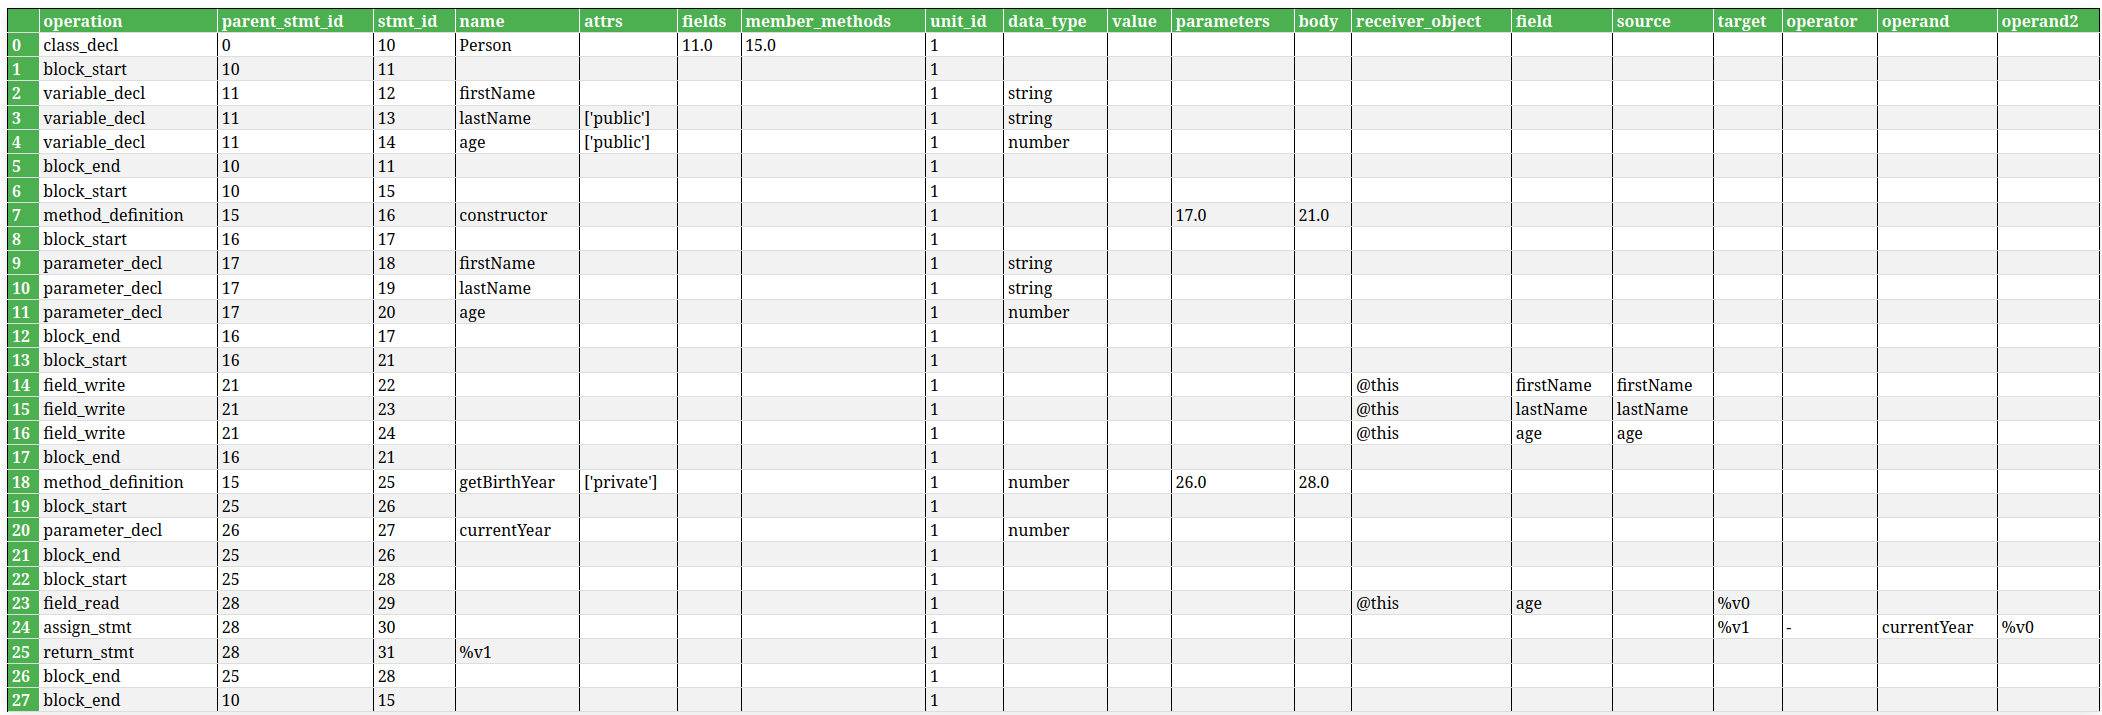 operation parent_stmt_id stmt_id name attrs fields member_methods unit_id data_type value parameters body receiver_object field source target operator operand operand2
0 class_decl 0 10 Person 11.0 15.0 1
1 block_start 10 11 1
2 variable_decl 11 12 firstName 1 string
3 variable_decl 11 13 lastName ['public'] 1 string
4 variable_decl 11 14 age ['public'] 1 number
5 block_end 10 11 1
6 block_start 10 15 1
7 method_definition 15 16 constructor 1 17.0 21.0
8 block_start 16 17 1
9 parameter_decl 17 18 firstName 1 string
10 parameter_decl 17 19 lastName 1 string
11 parameter_decl 17 20 age 1 number
12 block_end 16 17 1
13 block_start 16 21 1
14 field_write 21 22 1 @this firstName firstName
15 field_write 21 23 1 @this lastName lastName
16 field_write 21 24 1 @this age age
17 block_end 16 21 1
18 method_definition 15 25 getBirthYear ['private'] 1 number 26.0 28.0
19 block_start 25 26 1
20 parameter_decl 26 27 currentYear 1 number
21 block_end 25 26 1
22 block_start 25 28 1
23 field_read 28 29 1 @this age %v0
24 assign_stmt 28 30 1 %v1 - currentYear %v0
25 return_stmt 28 31 %v1 1
26 block_end 25 28 1
27 block_end 10 15 1